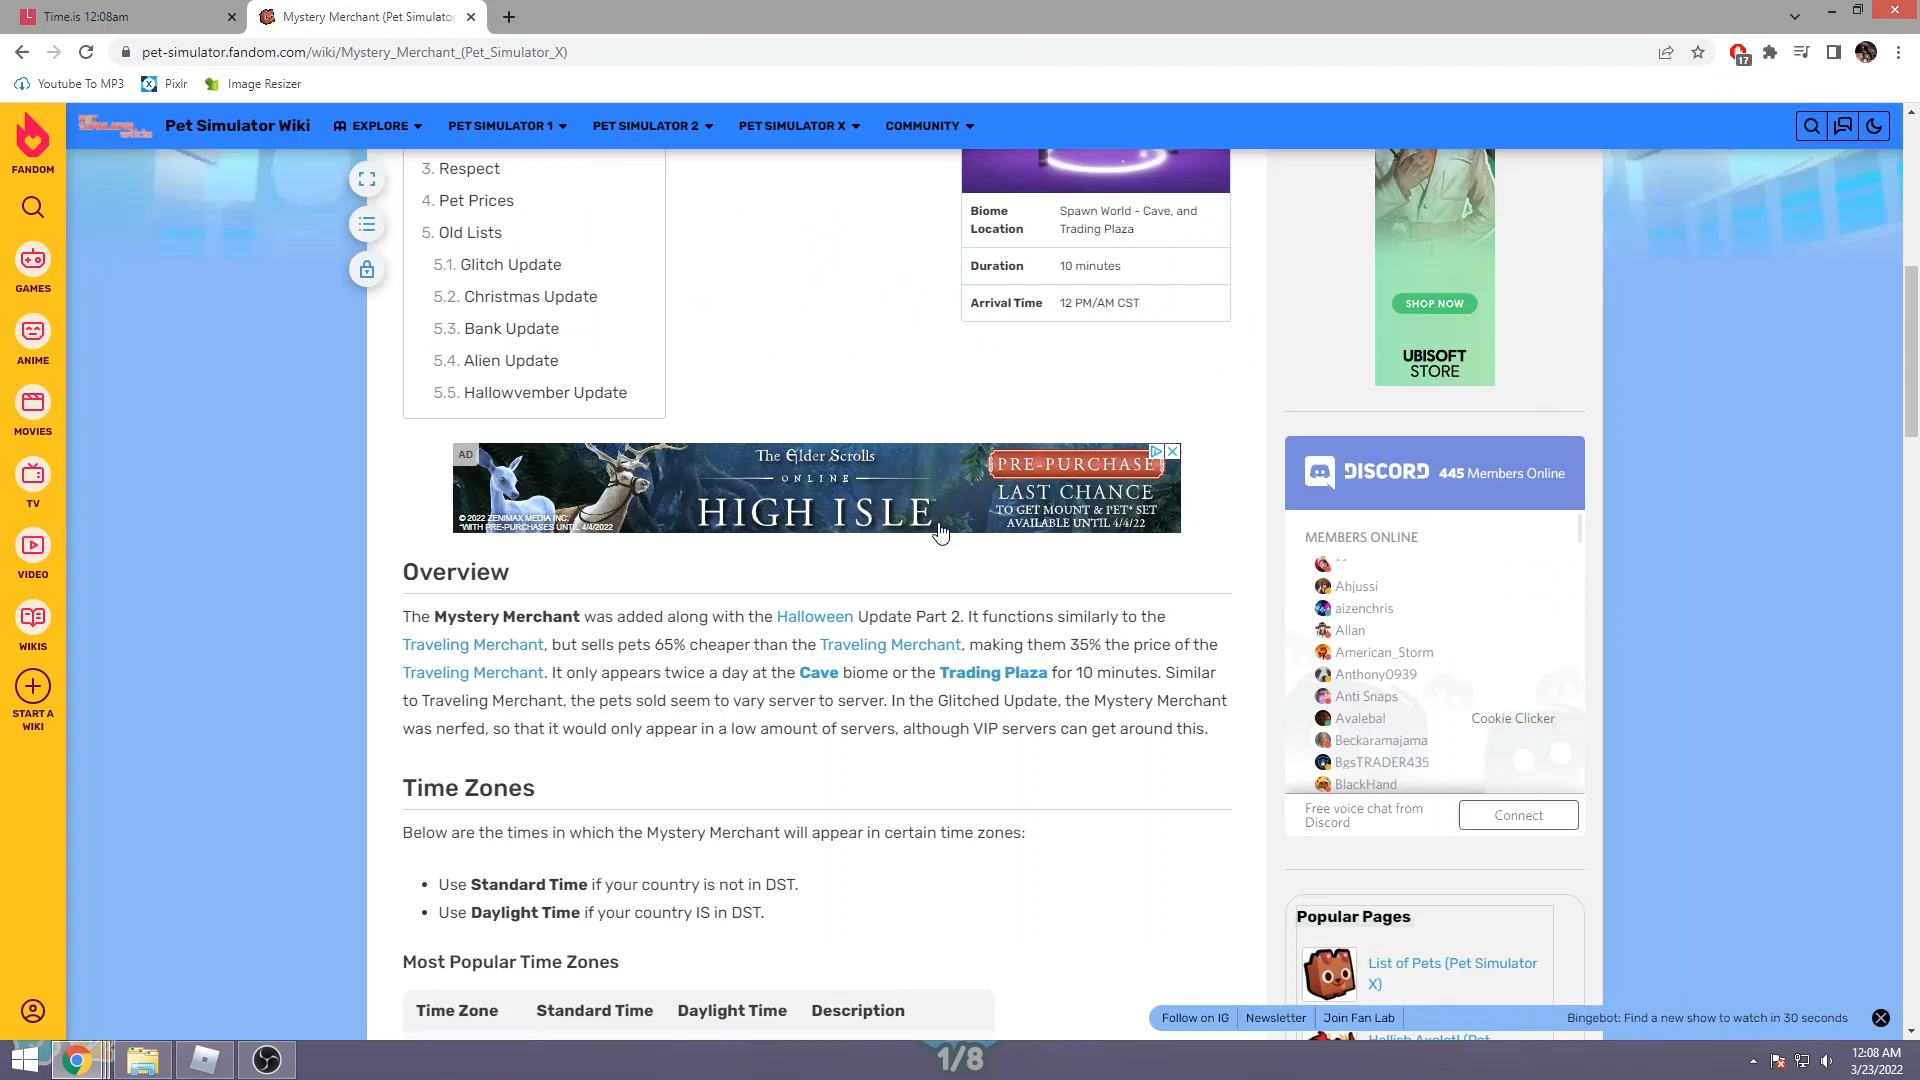 Time.is 12:08am
Mystery Merchant (Pet Simulator
pet-simulator.fandom.com/wiki/Mystery_Merchant_(Pet_Simulator_X)
17
Youtube To MP3
Pixlr
Image Resizer
FANDOM
GAMES
ANIME
MOVIES
TV
VIDEO
WIKIS
START A
WIKI
Pet Simulator Wiki
EXPLORE
PET SIMULATOR 1
PET SIMULATOR 2
PET SIMULATOR X
COMMUNITY
3. Respect
4. Pet Prices
5. Old Lists
5.1. Glitch Update
5.2. Christmas Update
5.3. Bank Update
5.4. Alien Update
5.5. Hallowvember Update
Biome Location Spawn World - Cave, and Trading Plaza
Duration 10 minutes
Arrival Time 12 PM/AM CST
SHOP NOW
UBISOFT
STORE
AD
The Elder Scrolls
ONLINE
HIGH ISLE
© 2022 ZENIMAX MEDIA INC.
*WITH PRE-PURCHASES UNTIL 4/4/2022
PRE-PURCHASE
LAST CHANCE
TO GET MOUNT & PET* SET
AVAILABLE UNTIL 4/4/22
Overview
The Mystery Merchant was added along with the Halloween Update Part 2. It functions similarly to the
Traveling Merchant, but sells pets 65% cheaper than the Traveling Merchant, making them 35% the price of the
Traveling Merchant. It only appears twice a day at the Cave biome or the Trading Plaza for 10 minutes. Similar
to Traveling Merchant, the pets sold seem to vary server to server. In the Glitched Update, the Mystery Merchant
was nerfed, so that it would only appear in a low amount of servers, although VIP servers can get around this.
Time Zones
Below are the times in which the Mystery Merchant will appear in certain time zones:
• Use Standard Time if your country is not in DST.
• Use Daylight Time if your country IS in DST.
Most Popular Time Zones
Time Zone Standard Time Daylight Time Description
DISCORD 445 Members Online
MEMBERS ONLINE
^^
Ahjussi
aizenchris
Allan
American_Storm
Anthony0939
Anti Snaps
Avalebal Cookie Clicker
Beckaramajama
BgsTRADER435
BlackHand
Free voice chat from
Discord
Connect
Popular Pages
List of Pets (Pet Simulator
X)
Hellish Axolotl (Pet
Follow on IG
Newsletter
Join Fan Lab
Bingebot: Find a new show to watch in 30 seconds
1/8
12:08 AM
3/23/2022